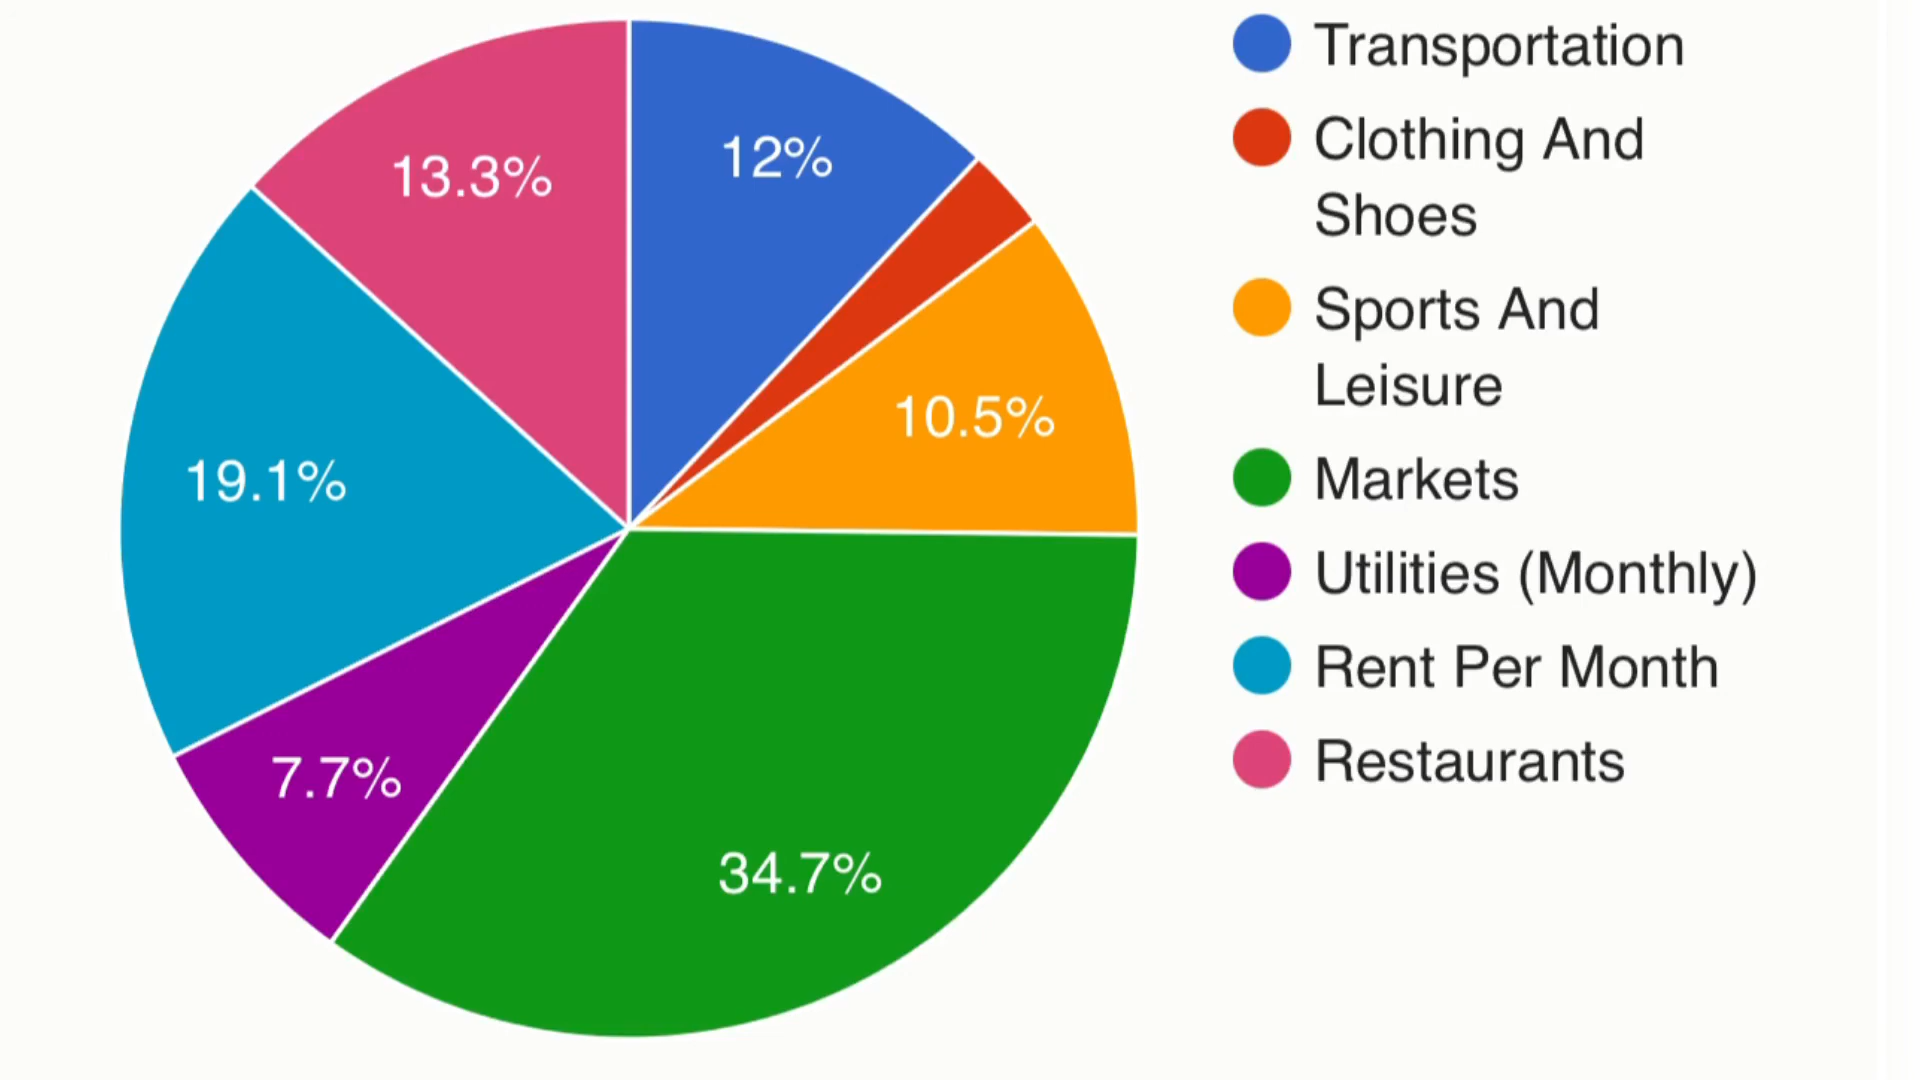 12%
13.3%
10.5%
19.1%
7.7%
34.7%
Transportation
Clothing And
Shoes
Sports And
Leisure
Markets
Utilities (Monthly)
Rent Per Month
Restaurants